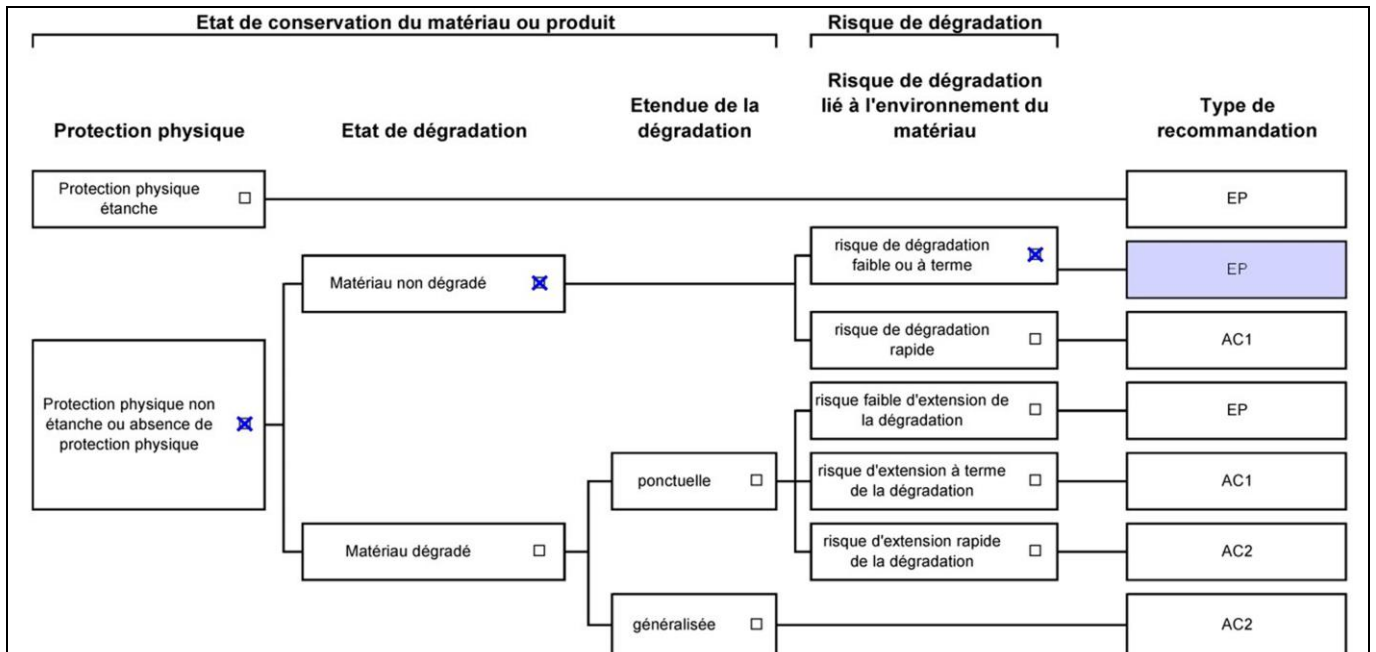 Etat de conservation du matériau ou produit
Risque de dégradation
Protection physique
Etat de dégradation
Etendue de la
dégradation
Risque de dégradation
lié à l'environnement du
matériau
Type de
recommandation
Protection physique
étanche
EP
Protection physique non
étanche ou absence de
protection physique
Matériau non dégradé
risque de dégradation
faible ou à terme
EP
risque de dégradation
rapide
AC1
Matériau dégradé
ponctuelle
risque faible d'extension de
la dégradation
EP
risque d'extension à terme
de la dégradation
AC1
risque d'extension rapide
de la dégradation
AC2
généralisée
AC2